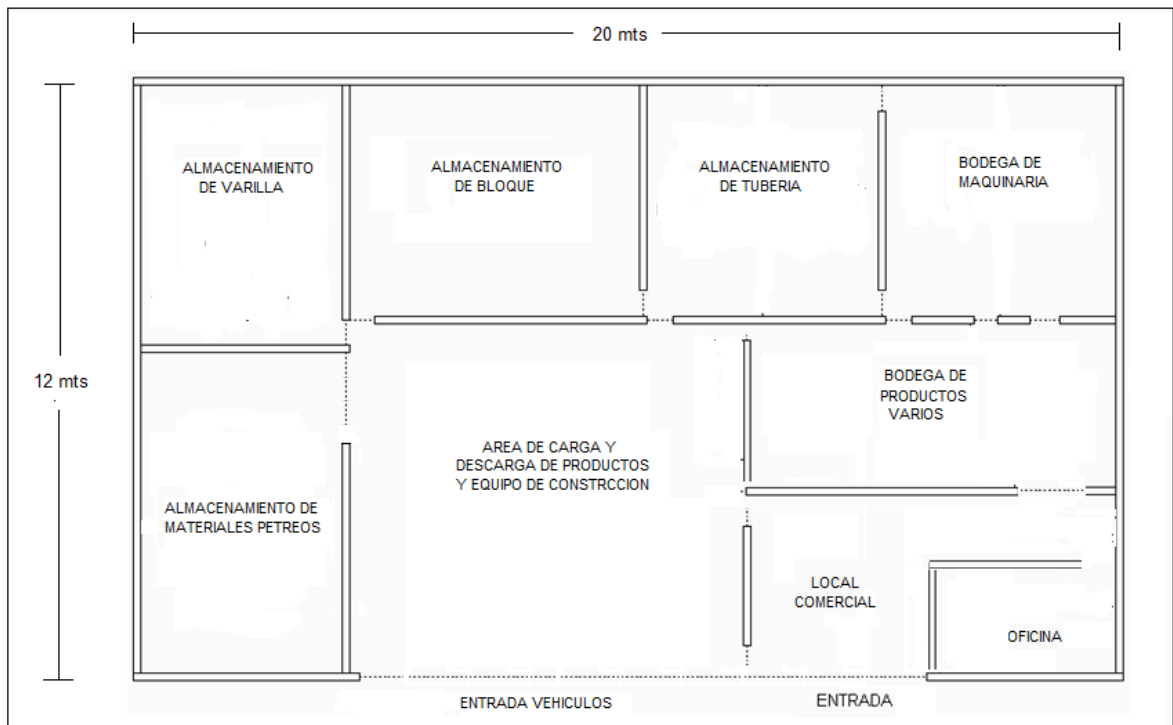 20 mts
12 mts
ALMACENAMIENTO
DE VARILLA
ALMACENAMIENTO
DE BLOQUE
ALMACENAMIENTO
DE TUBERIA
BODEGA DE
MAQUINARIA
BODEGA DE
PRODUCTOS
VARIOS
AREA DE CARGA Y
DESCARGA DE PRODUCTOS
Y EQUIPO DE CONSTRCCION
ALMACENAMIENTO DE
MATERIALES PETREOS
LOCAL
COMERCIAL
OFICINA
ENTRADA VEHICULOS
ENTRADA